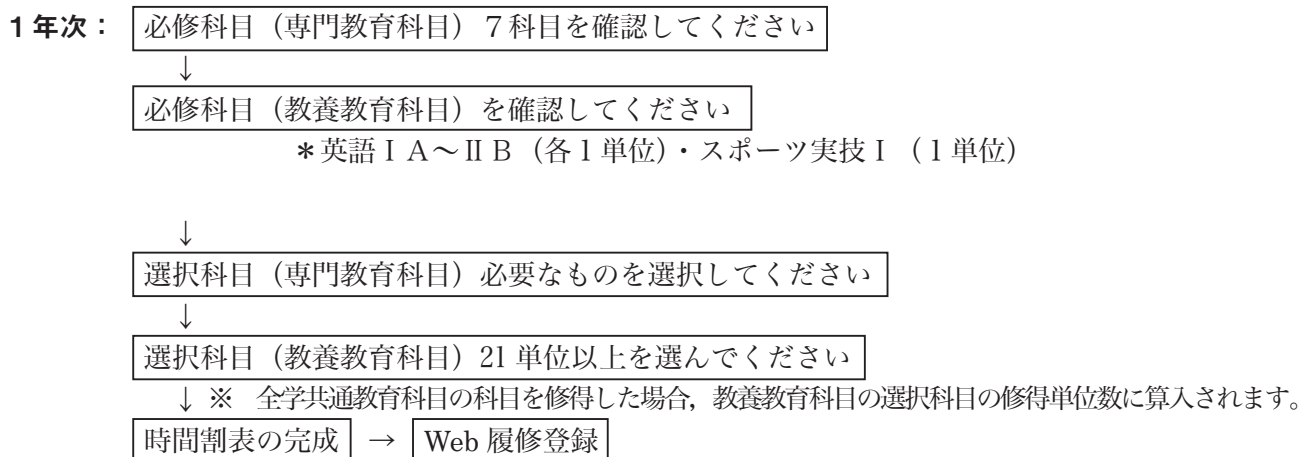 1年次： 必修科目（専門教育科目）７科目を確認してください
↓
必修科目（教養教育科目）を確認してください
＊英語ⅠA～ⅡB（各１単位）・スポーツ実技Ⅰ（１単位）
↓
選択科目（専門教育科目）必要なものを選択してください
↓
選択科目（教養教育科目）21単位以上を選んでください
↓ ※　全学共通教育科目の科目を修得した場合，教養教育科目の選択科目の修得単位数に算入されます。
時間割表の完成 → Web 履修登録